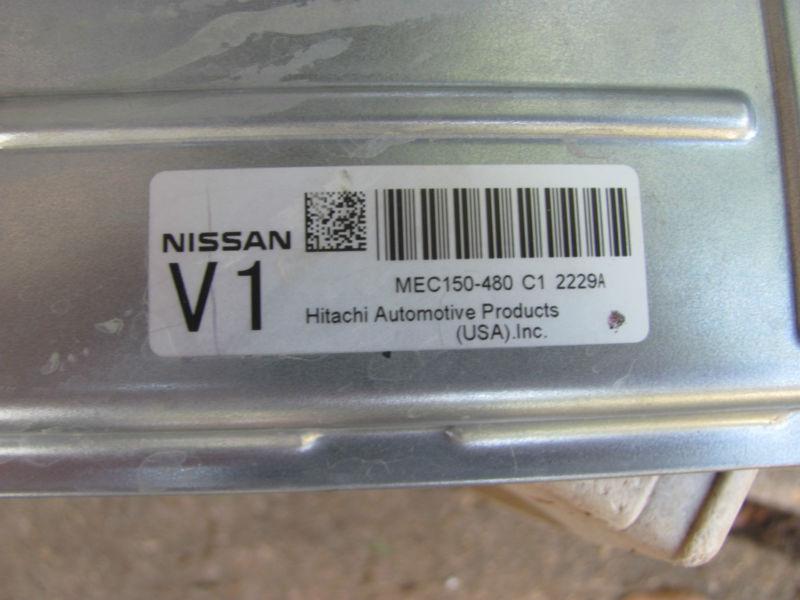 NISSAN
V1
MEC150-480 C1 2229A
Hitachi Automotive Products
(USA).Inc.